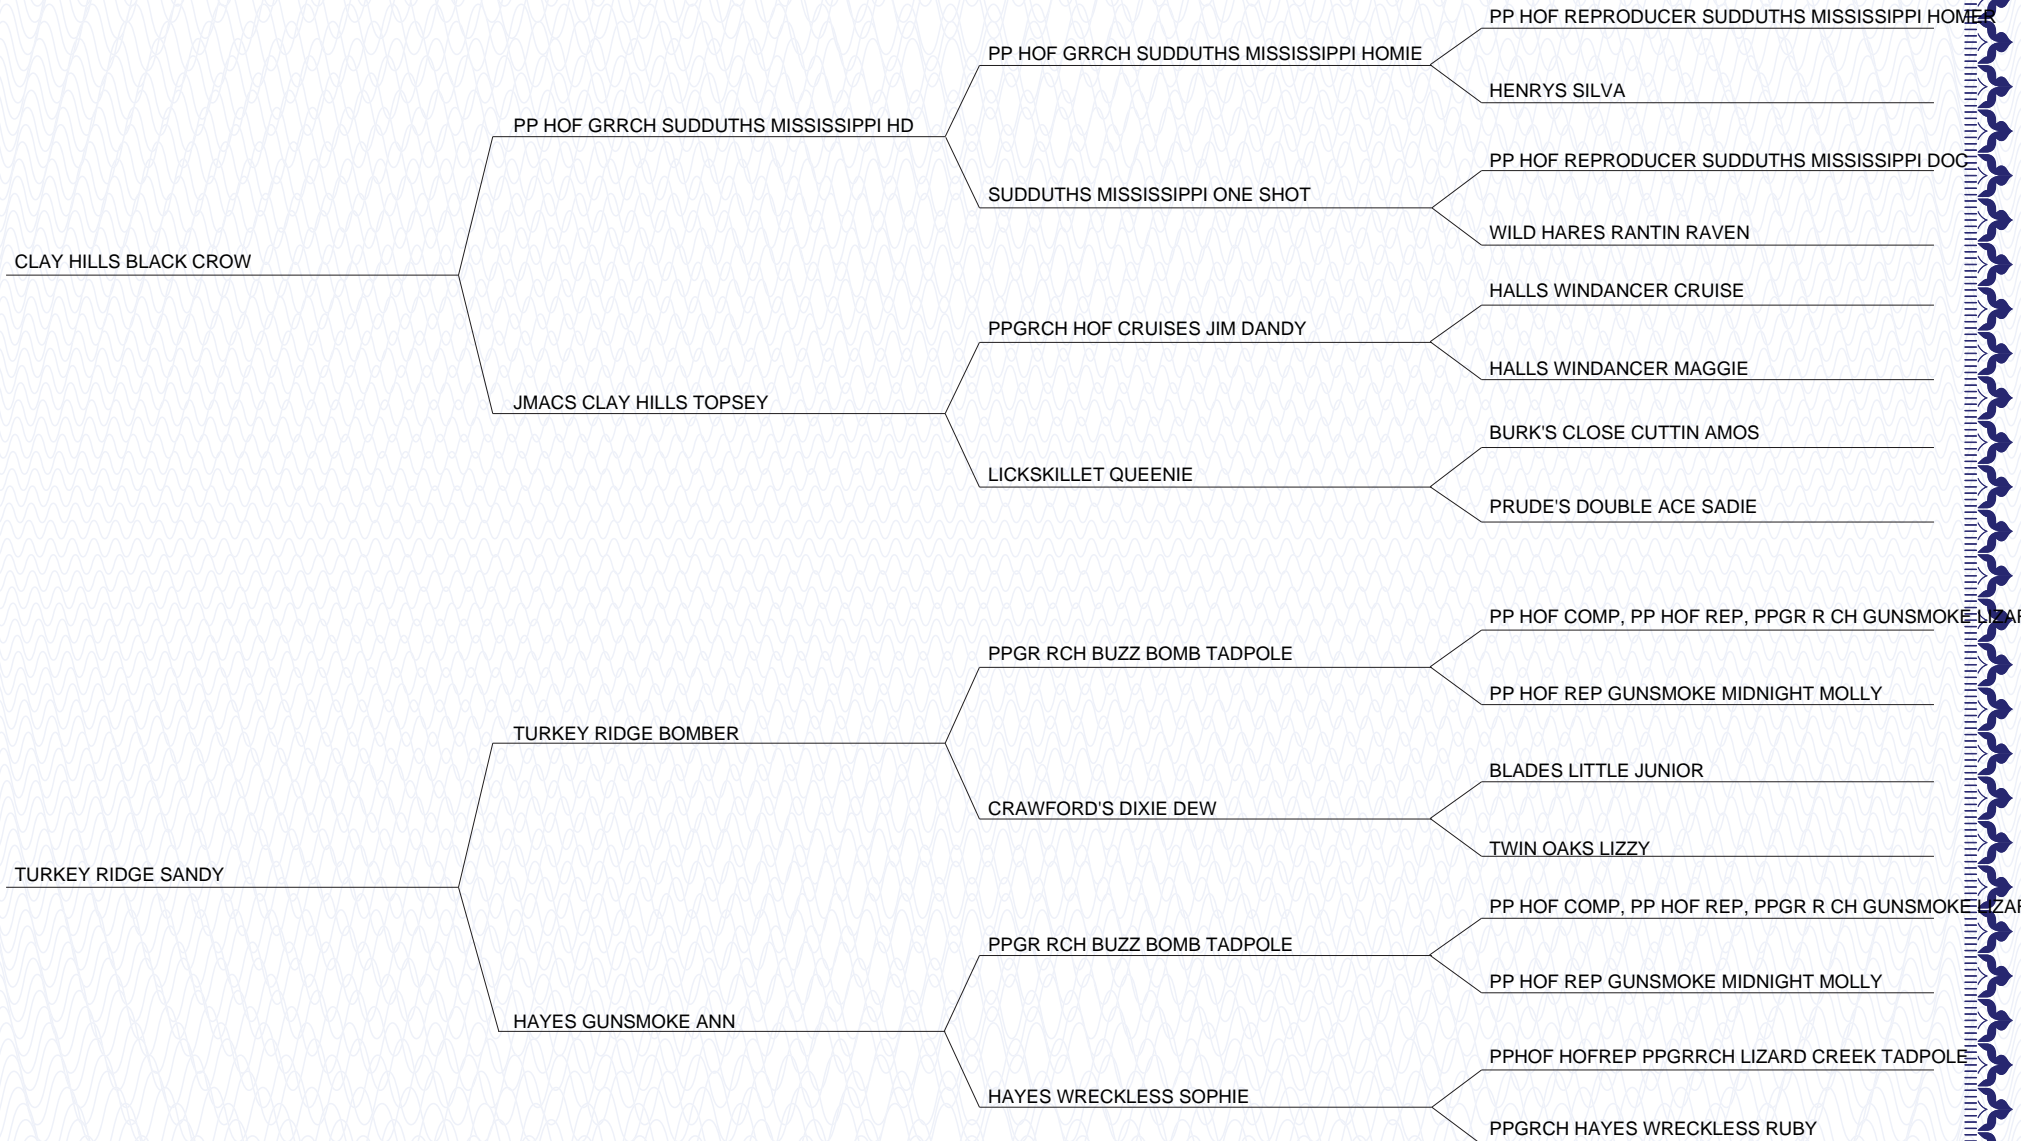 PP HOF REPRODUCER SUDDUTHS MISSISSIPPI HOMER
PP HOF GRRCH SUDDUTHS MISSISSIPPI HOMIE
HENRYS SILVA
PP HOF GRRCH SUDDUTHS MISSISSIPPI HD
PP HOF REPRODUCER SUDDUTHS MISSISSIPPI DOC
SUDDUTHS MISSISSIPPI ONE SHOT
WILD HARES RANTIN RAVEN
CLAY HILLS BLACK CROW
HALLS WINDANCER CRUISE
PPGRCH HOF CRUISES JIM DANDY
HALLS WINDANCER MAGGIE
JMACS CLAY HILLS TOPSEY
BURK'S CLOSE CUTTIN AMOS
LICKSKILLET QUEENIE
PRUDE'S DOUBLE ACE SADIE
PP HOF COMP, PP HOF REP, PPGR R CH GUNSMOKE
PPGR RCH BUZZ BOMB TADPOLE
PP HOF REP GUNSMOKE MIDNIGHT MOLLY
TURKEY RIDGE BOMBER
BLADES LITTLE JUNIOR
CRAWFORD'S DIXIE DEW
TWIN OAKS LIZZY
TURKEY RIDGE SANDY
PP HOF COMP, PP HOF REP, PPGR R CH GUNSMOKE
PPGR RCH BUZZ BOMB TADPOLE
PP HOF REP GUNSMOKE MIDNIGHT MOLLY
HAYES GUNSMOKE ANN
PPHOF HOFREP PPGRRCH LIZARD CREEK TADPOLE
HAYES WRECKLESS SOPHIE
PPGRCH HAYES WRECKLESS RUBY